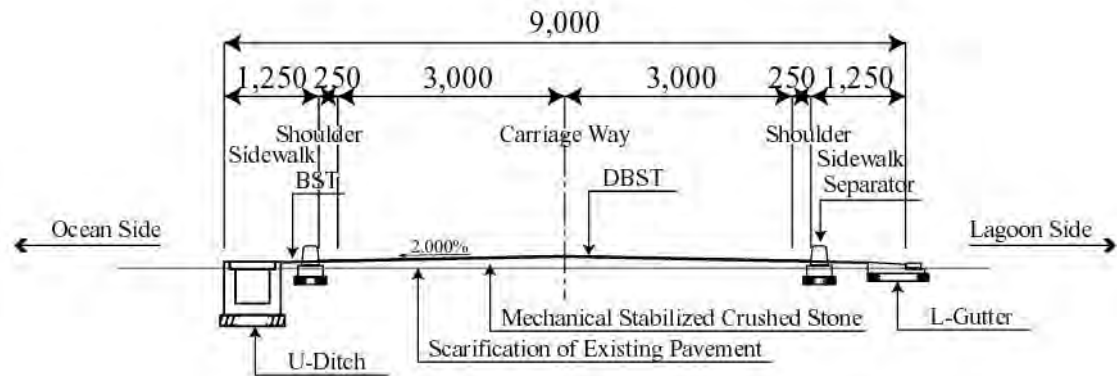 9,000
1,250 250 3,000 3,000 250 1,250
Shoulder Carriage Way Shoulder
Sidewalk Sidewalk
BST DBST Separator
Ocean Side Lagoon Side
2.000%
Mechanical Stabilized Crushed Stone L-Gutter
Scarification of Existing Pavement
U-Ditch